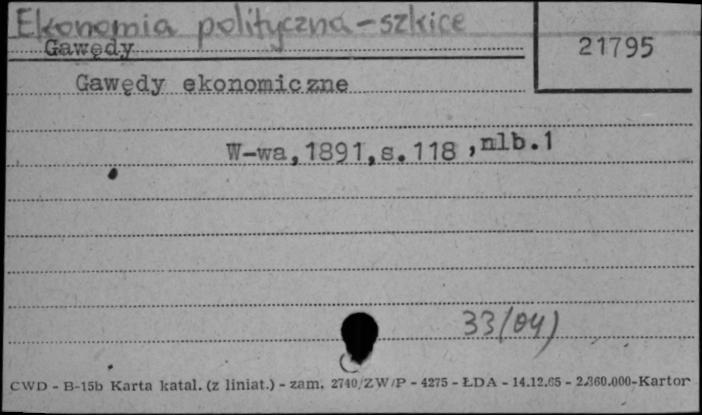 Ekonomia polityczna - szkice
Gawędy
21795
Gawędy ekonomiczne
W-wa, 1891, s. 118, nlb. 1
33/(04)
CWD - B-15b Karta katal. (z liniat.) - zam. 2740/ZW/P - 4275 - ŁDA - 14.12.65 - 2.360.000 - Kartor